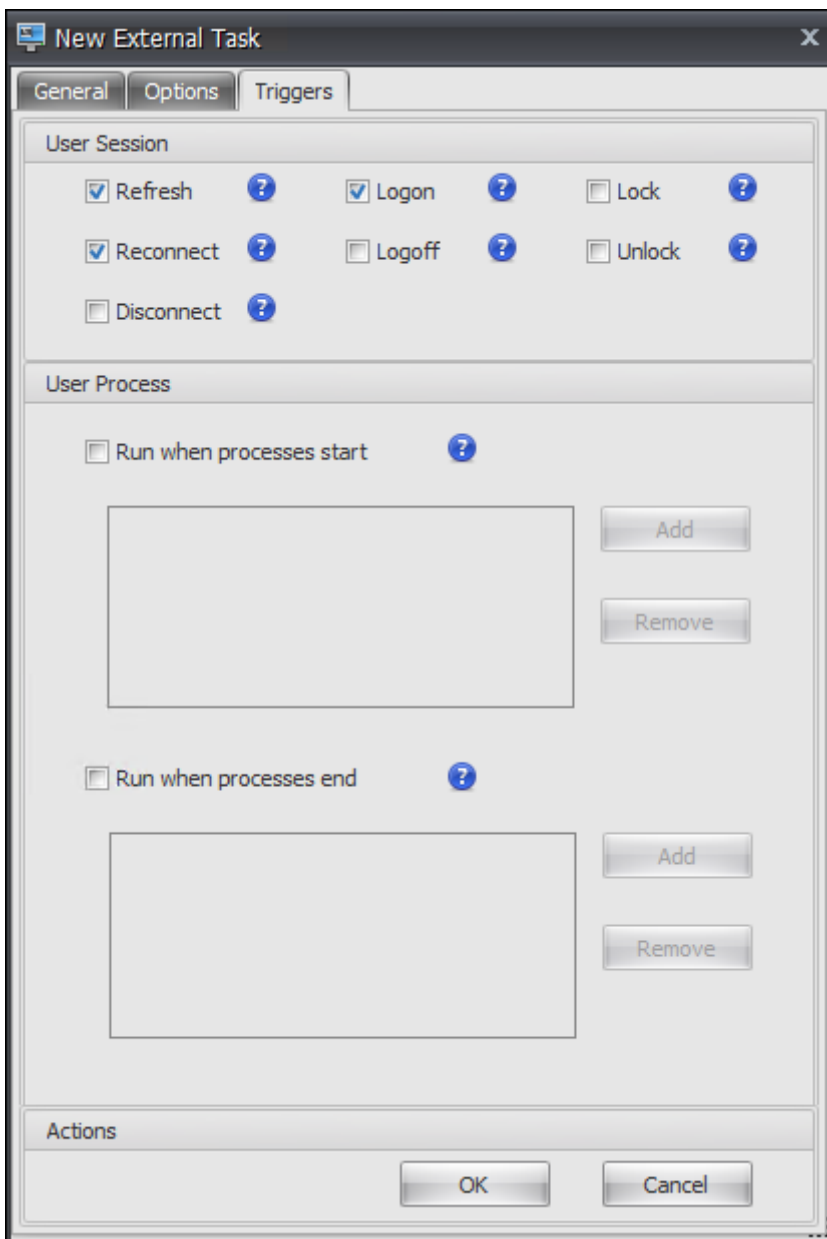 New External Task
General Options Triggers
User Session
Refresh Logon Lock
Reconnect Logoff Unlock
Disconnect
User Process
Run when processes start
Add
Remove
Run when processes end
Add
Remove
Actions
OK Cancel